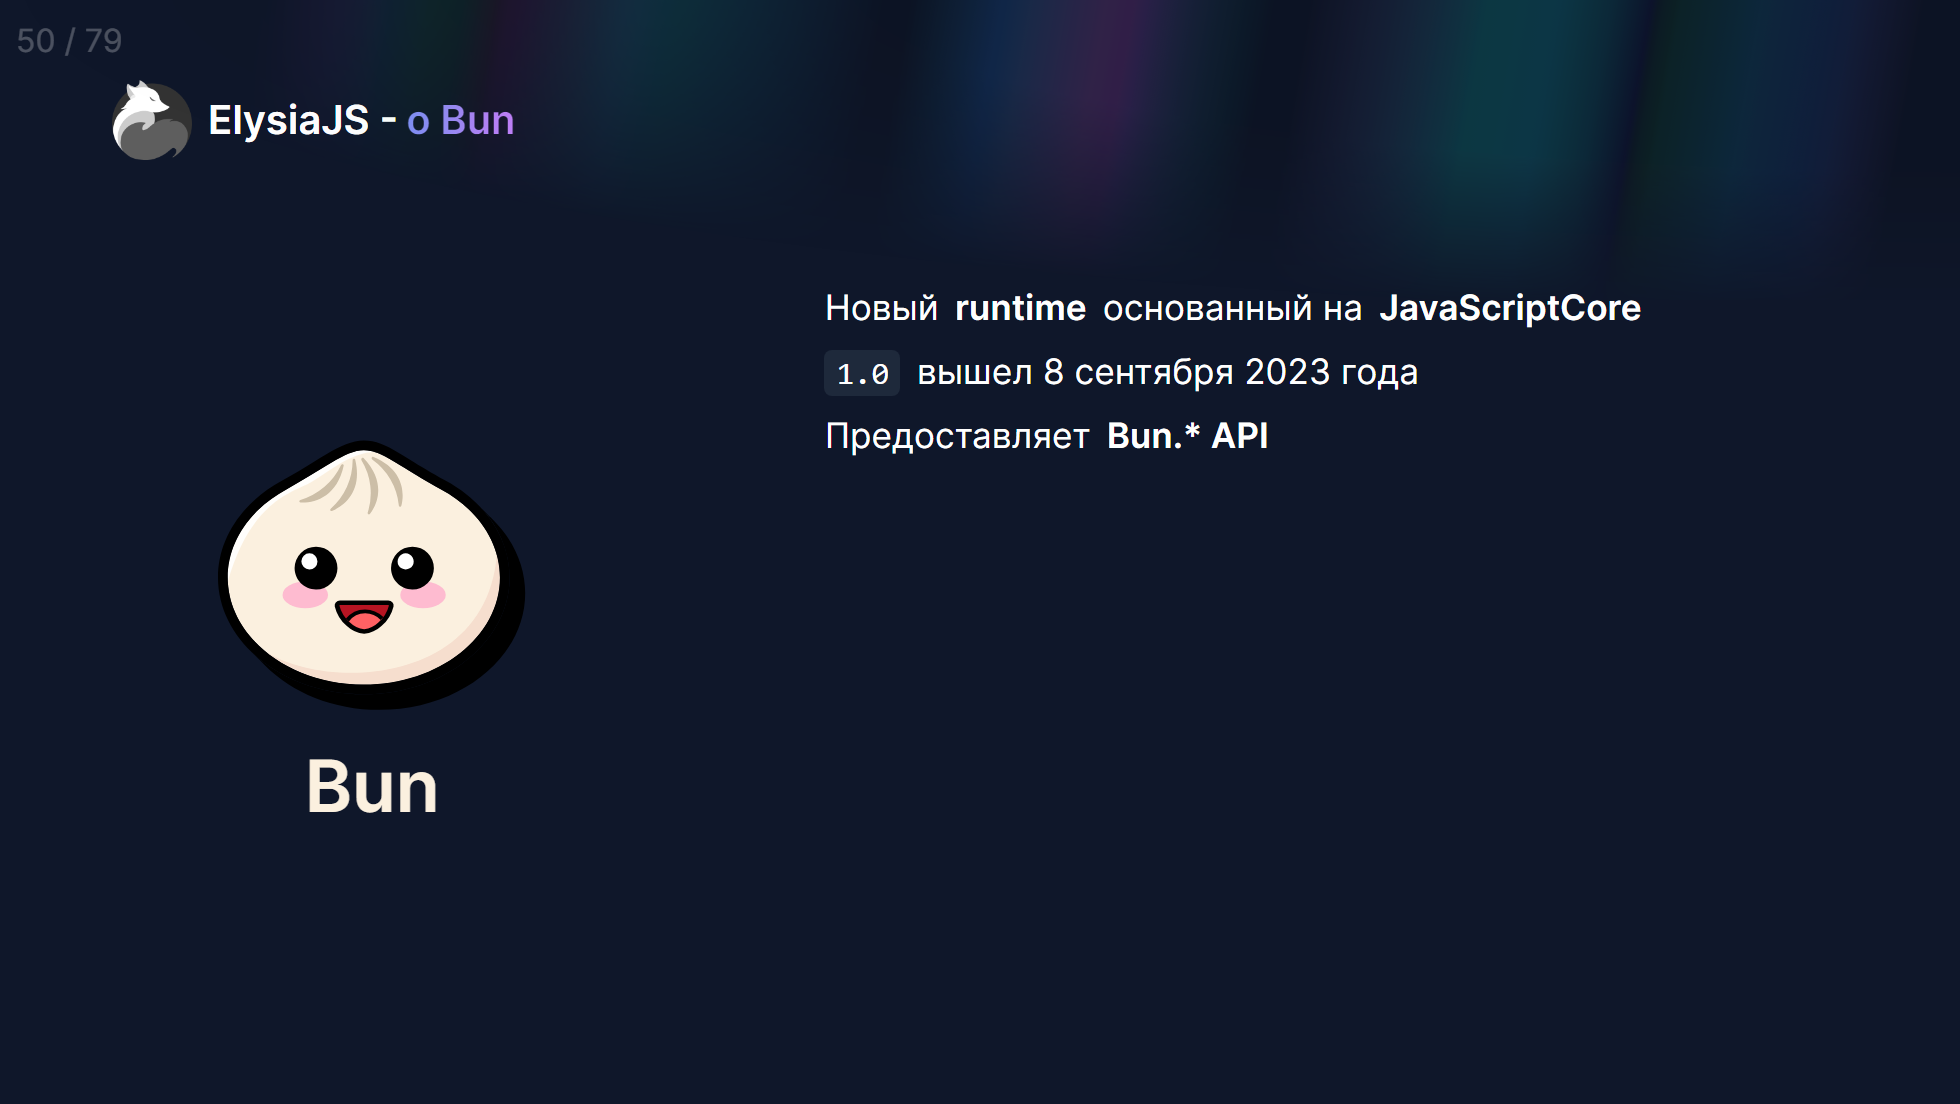 50 / 79
ElysiaJS - о Bun
Новый runtime основанный на JavaScriptCore
1.0 вышел 8 сентября 2023 года
Предоставляет Bun.* API
Bun